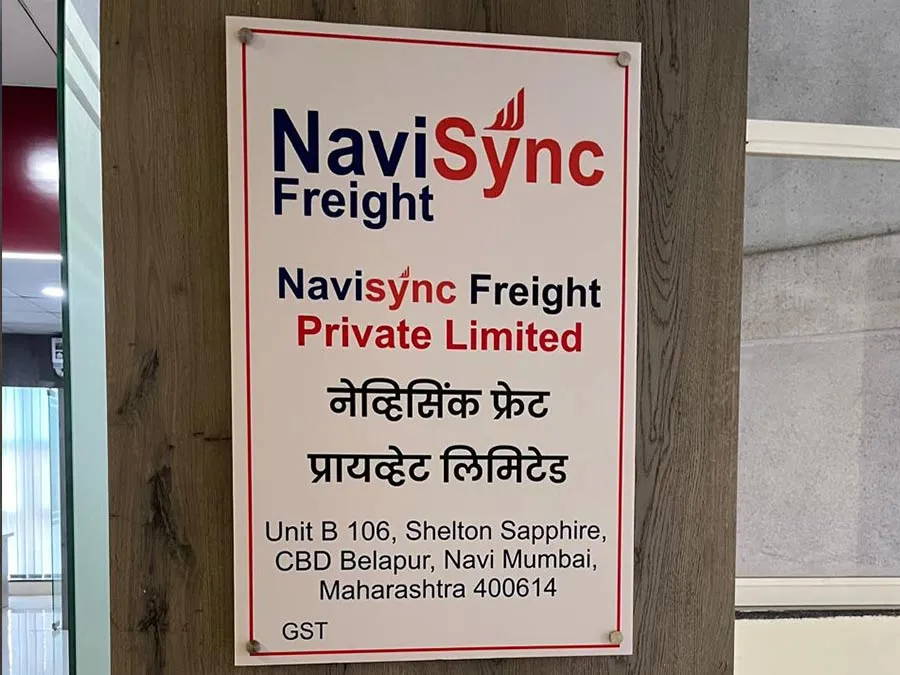 NaviSync
Freight
Navisync Freight
Private Limited
नेव्हिसिंक फ्रेट
प्रायव्हेट लिमिटेड
Unit B 106, Shelton Sapphire,
CBD Belapur, Navi Mumbai,
Maharashtra 400614
GST